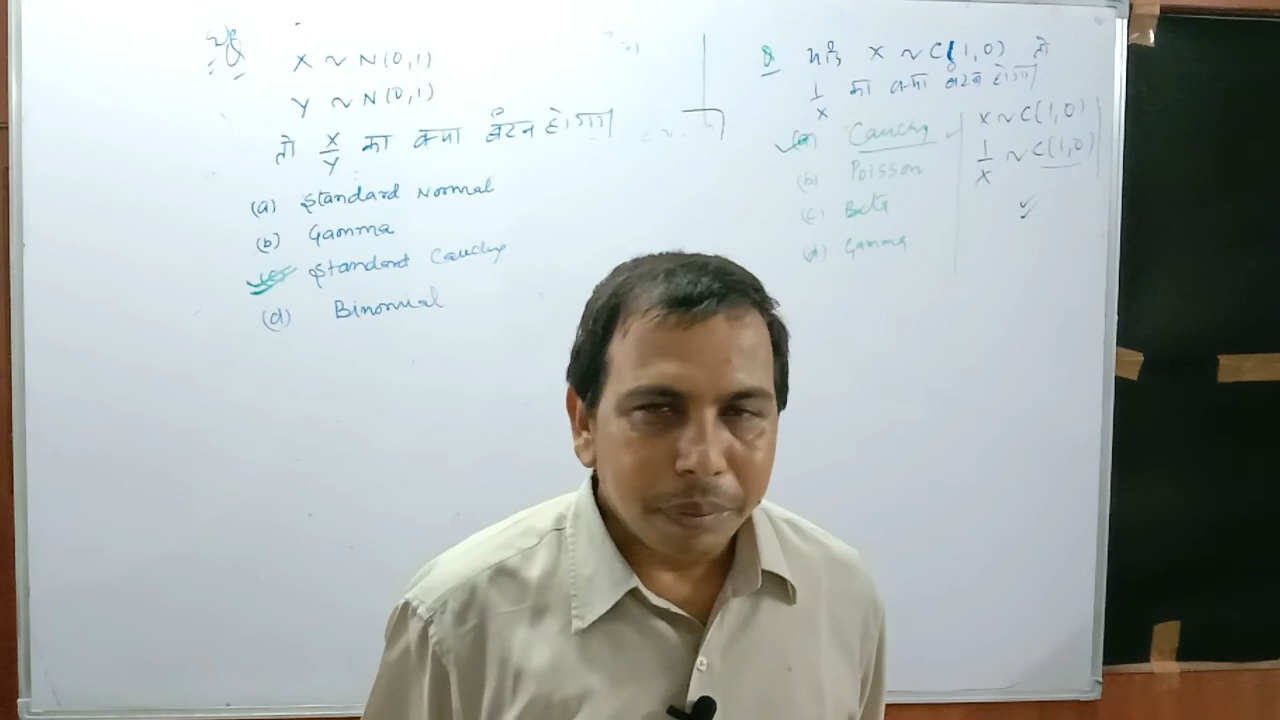 X ~ N(0,1)
Y ~ N(0,1)
तो X/Y का क्या बंटन होगा
(a) Standard Normal
(b) Gamma
Standard Cauchy
(d) Binomial
Q यदि X ~ C(1,0) तो
1/X का क्या बंटन होगा
Cauchy
(b) Poisson
(c) Beta
(d) Gamma
X ~ C(1,0)
1/X ~ C(1,0)